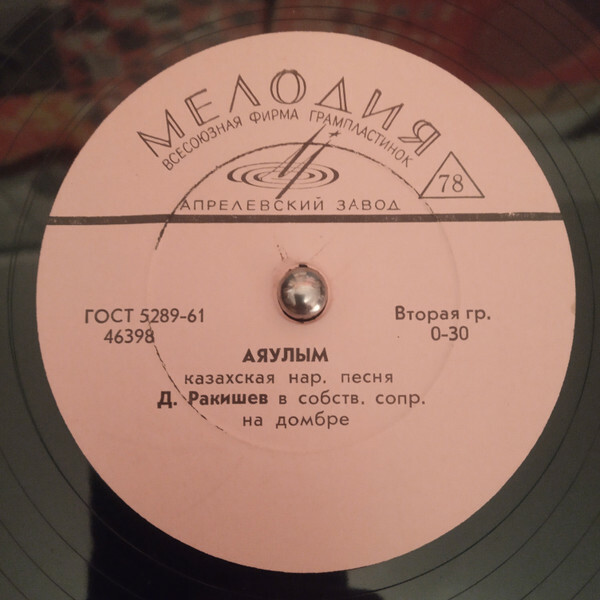 МЕЛОДИЯ
ВСЕСОЮЗНАЯ ФИРМА ГРАМПЛАСТИНОК
78
АПРЕЛЕВСКИЙ ЗАВОД
ГОСТ 5289-61
46398
Вторая гр.
0-30
АЯУЛЫМ
казахская нар. песня
Д. Ракишев в собств. сопр.
на домбре